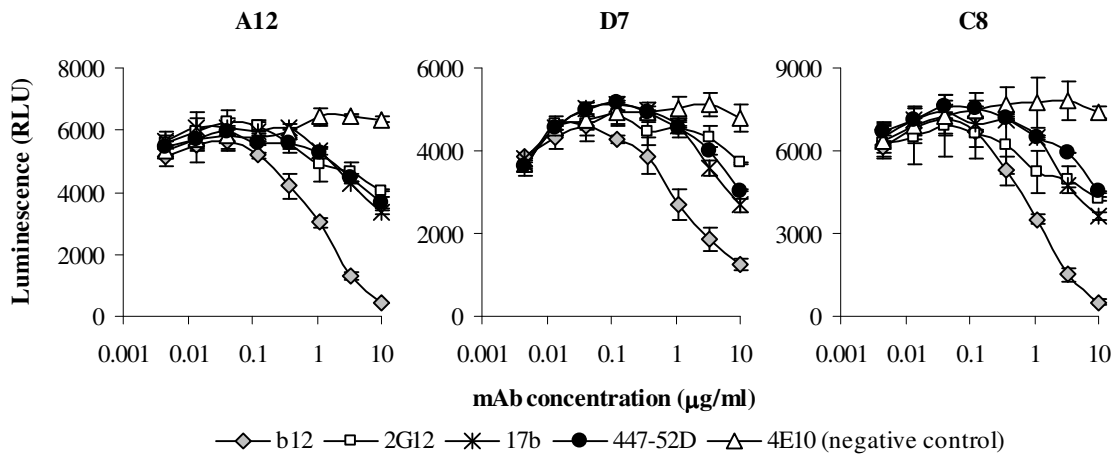 A12
D7
C8
Luminescence (RLU)
8000
6000
4000
2000
0
0.001 0.01 0.1 1 10
6000
4000
2000
0
0.001 0.01 0.1 1 10
9000
6000
3000
0
0.001 0.01 0.1 1 10
mAb concentration (μg/ml)
b12 2G12 17b 447-52D 4E10 (negative control)